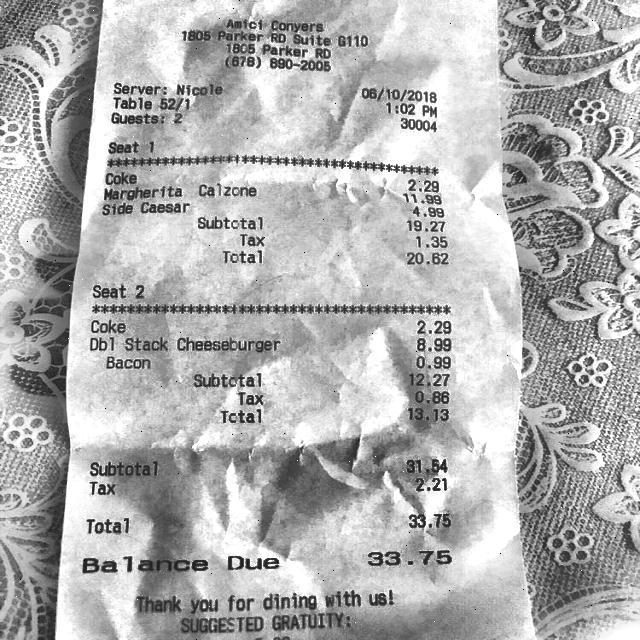 Amici Conyers
1805 Parker RD Suite G110
1805 Parker RD
(678) 890-2005
Server: Nicole 06/10/2018
Table 52/1 1:02 PM
Guests: 2 30004
Seat 1
****************************************
Coke 2.29
Margherita Calzone 11.99
Side Caesar 4.99
Subtotal 19.27
Tax 1.35
Total 20.62
Seat 2
****************************************
Coke 2.29
Dbl Stack Cheeseburger 8.99
Bacon 0.99
Subtotal 12.27
Tax 0.86
Total 13.13
Subtotal 31.54
Tax 2.21
Total 33.75
Balance Due 33.75
Thank you for dining with us!
SUGGESTED GRATUITY: